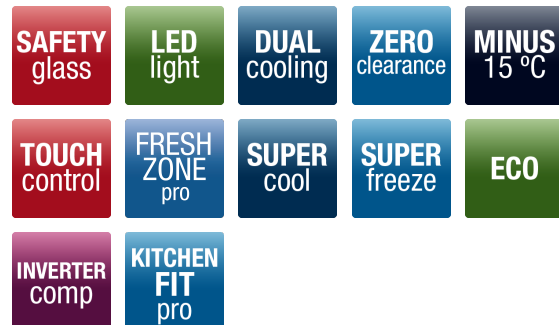 SAFETY
glass
LED
light
DUAL
cooling
ZERO
clearance
MINUS
15 ºC
TOUCH
control
FRESH
ZONE
pro
SUPER
cool
SUPER
freeze
ECO
INVERTER
comp
KITCHEN
FIT
pro